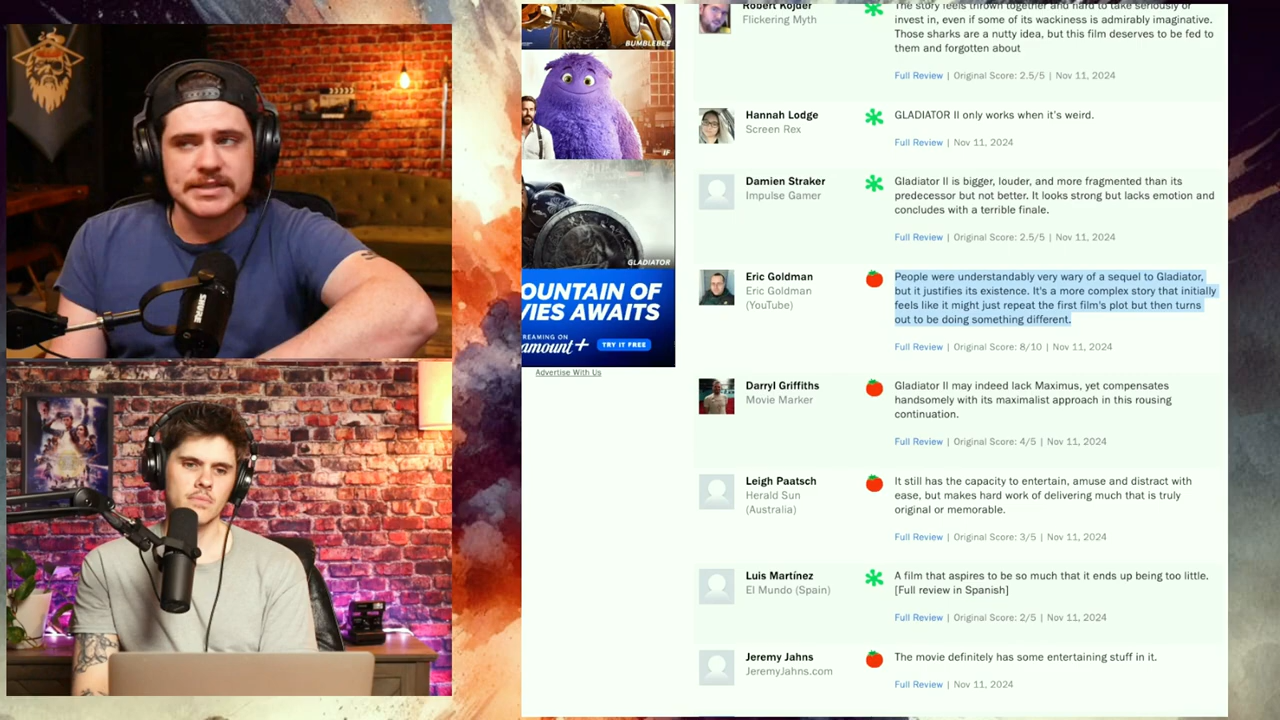 SHURE
BUMBLEBEE
IF
GLADIATOR
OUNTAIN OF
VIES AWAITS
REAMING ON
amount+ TRY IT FREE
Advertise With Us
Robert Kojder
Flickering Myth
The story feels thrown together and hard to take seriously or
invest in, even if some of its wackiness is admirably imaginative.
Those sharks are a nutty idea, but this film deserves to be fed to
them and forgotten about
Full Review | Original Score: 2.5/5 | Nov 11, 2024
Hannah Lodge
Screen Rex
GLADIATOR II only works when it's weird.
Full Review | Nov 11, 2024
Damien Straker
Impulse Gamer
Gladiator II is bigger, louder, and more fragmented than its
predecessor but not better. It looks strong but lacks emotion and
concludes with a terrible finale.
Full Review | Original Score: 2.5/5 | Nov 11, 2024
Eric Goldman
Eric Goldman
(YouTube)
People were understandably very wary of a sequel to Gladiator,
but it justifies its existence. It's a more complex story that initially
feels like it might just repeat the first film's plot but then turns
out to be doing something different.
Full Review | Original Score: 8/10 | Nov 11, 2024
Darryl Griffiths
Movie Marker
Gladiator II may indeed lack Maximus, yet compensates
handsomely with its maximalist approach in this rousing
continuation.
Full Review | Original Score: 4/5 | Nov 11, 2024
Leigh Paatsch
Herald Sun
(Australia)
It still has the capacity to entertain, amuse and distract with
ease, but makes hard work of delivering much that is truly
original or memorable.
Full Review | Original Score: 3/5 | Nov 11, 2024
Luis Martínez
El Mundo (Spain)
A film that aspires to be so much that it ends up being too little.
[Full review in Spanish]
Full Review | Original Score: 2/5 | Nov 11, 2024
Jeremy Jahns
JeremyJahns.com
The movie definitely has some entertaining stuff in it.
Full Review | Nov 11, 2024